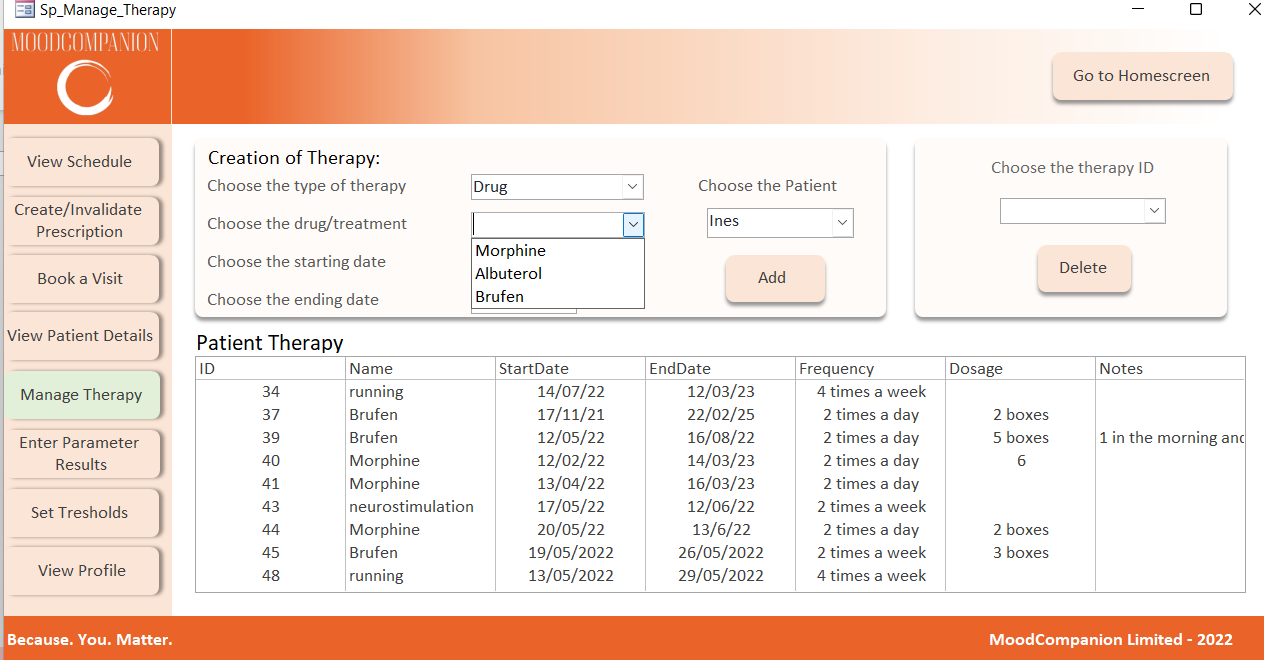 Sp_Manage_Therapy
MOODCOMPANION
Go to Homescreen
View Schedule
Create/Invalidate
Prescription
Book a Visit
View Patient Details
Manage Therapy
Enter Parameter
Results
Set Tresholds
View Profile
Creation of Therapy:
Choose the type of therapy
Drug
Choose the drug/treatment
Morphine
Albuterol
Brufen
Choose the starting date
Choose the ending date
Choose the Patient
Ines
Add
Choose the therapy ID
Delete
Patient Therapy
ID Name StartDate EndDate Frequency Dosage Notes
34 running 14/07/22 12/03/23 4 times a week
37 Brufen 17/11/21 22/02/25 2 times a day 2 boxes
39 Brufen 12/05/22 16/08/22 2 times a day 5 boxes 1 in the morning and
40 Morphine 12/02/22 14/03/23 2 times a day 6
41 Morphine 13/04/22 16/03/23 2 times a day
43 neurostimulation 17/05/22 12/06/22 2 times a week
44 Morphine 20/05/22 13/6/22 2 times a day 2 boxes
45 Brufen 19/05/2022 26/05/2022 2 times a week 3 boxes
48 running 13/05/2022 29/05/2022 4 times a week
Because. You. Matter.
MoodCompanion Limited - 2022